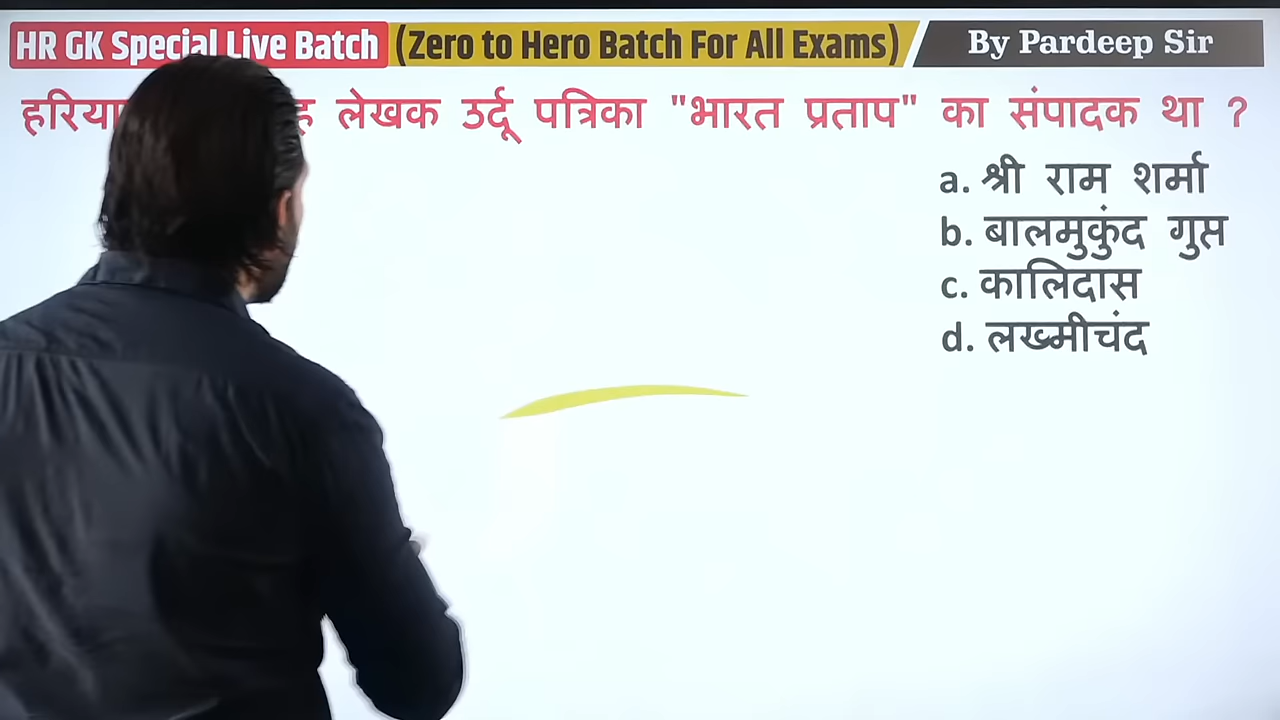 HR GK Special Live Batch (Zero to Hero Batch For All Exams) By Pardeep Sir
लेखक उर्दू पत्रिका "भारत प्रताप" का संपादक था ?
a. श्री राम शर्मा
b. बालमुकुंद गुप्त
c. कालिदास
d. लख्मीचंद